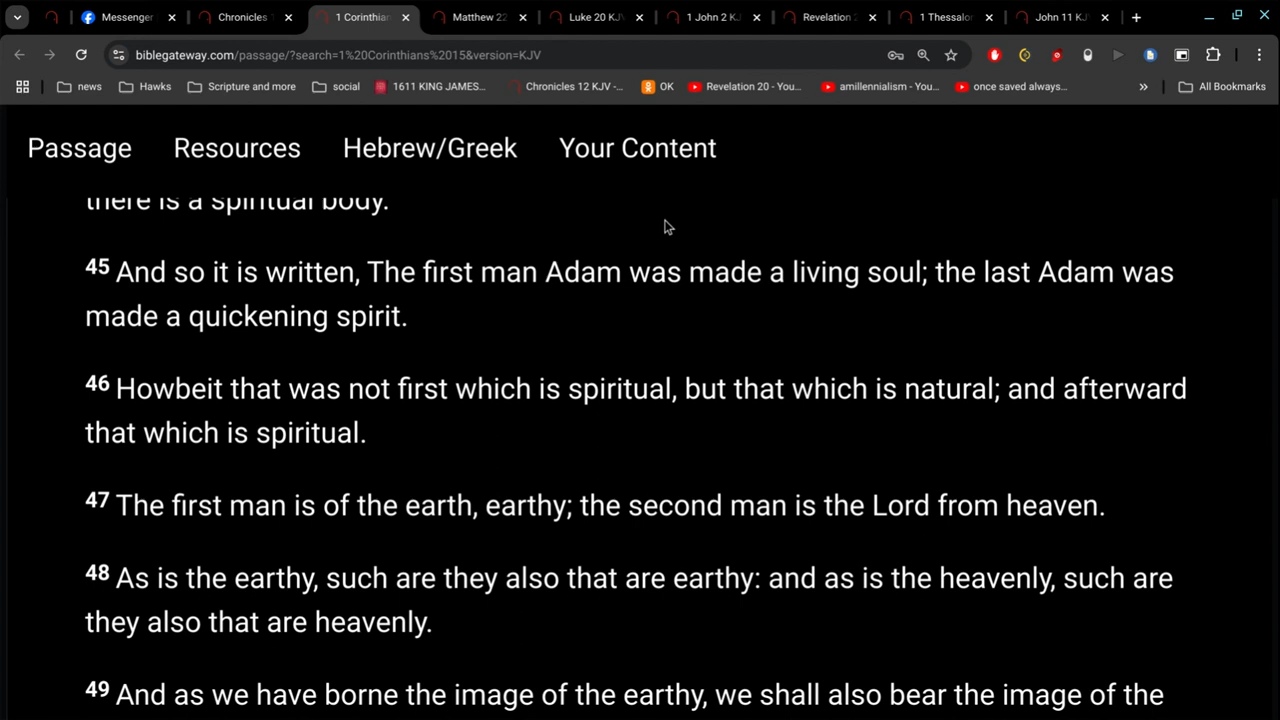 Messenger
Chronicles
1 Corinthian
Matthew 22
Luke 20 KJV
1 John 2 KJ
Revelation 2
1 Thessalon
John 11 KJ
biblegateway.com/passage/?search=1%20Corinthians%2015&version=KJV
news
Hawks
Scripture and more
social
1611 KING JAMES...
Chronicles 12 KJV -...
OK
Revelation 20 - You...
amillennialism - You...
once saved always...
»
All Bookmarks
Passage Resources Hebrew/Greek Your Content
there is a spiritual body.
45 And so it is written, The first man Adam was made a living soul; the last Adam was
made a quickening spirit.
46 Howbeit that was not first which is spiritual, but that which is natural; and afterward
that which is spiritual.
47 The first man is of the earth, earthy; the second man is the Lord from heaven.
48 As is the earthy, such are they also that are earthy: and as is the heavenly, such are
they also that are heavenly.
49 And as we have borne the image of the earthy, we shall also bear the image of the